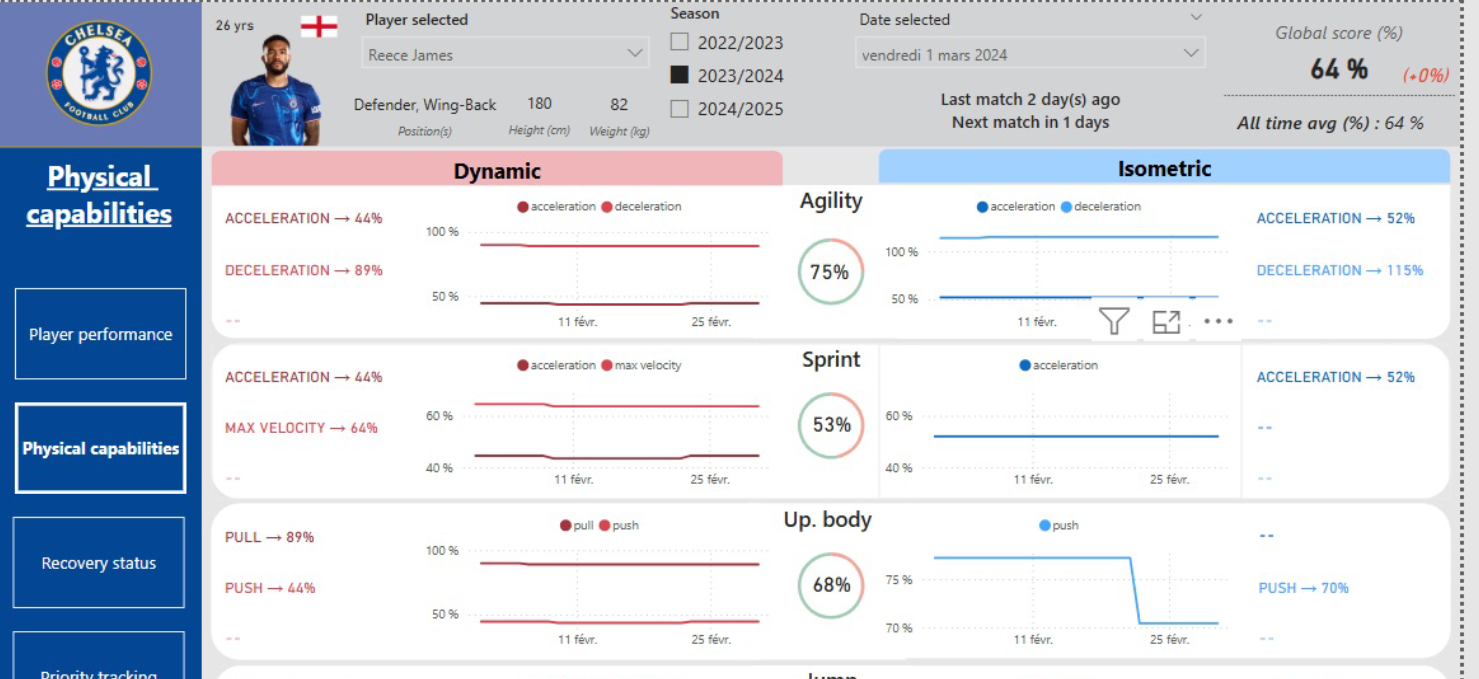 CHELSEA
FOOTBALL CLUB
26 yrs
Player selected
Reece James
Defender, Wing-Back
Position(s)
180
Height (cm)
82
Weight (kg)
Season
2022/2023
2023/2024
2024/2025
Date selected
vendredi 1 mars 2024
Last match 2 day(s) ago
Next match in 1 days
Global score (%)
64 % (+0%)
All time avg (%) : 64 %
Physical
capabilities
Player performance
Physical capabilities
Recovery status
Priority tracking
Dynamic
Isometric
Agility
75%
ACCELERATION → 44%
DECELERATION → 89%
--
acceleration deceleration
100 %
50 %
11 févr. 25 févr.
acceleration deceleration
100 %
50 %
11 févr.
ACCELERATION → 52%
DECELERATION → 115%
--
Sprint
53%
ACCELERATION → 44%
MAX VELOCITY → 64%
--
acceleration max velocity
60 %
40 %
11 févr. 25 févr.
acceleration
60 %
40 %
11 févr. 25 févr.
ACCELERATION → 52%
--
--
Up. body
68%
PULL → 89%
PUSH → 44%
--
pull push
100 %
50 %
11 févr. 25 févr.
push
75 %
70 %
11 févr. 25 févr.
--
PUSH → 70%
--
Jump